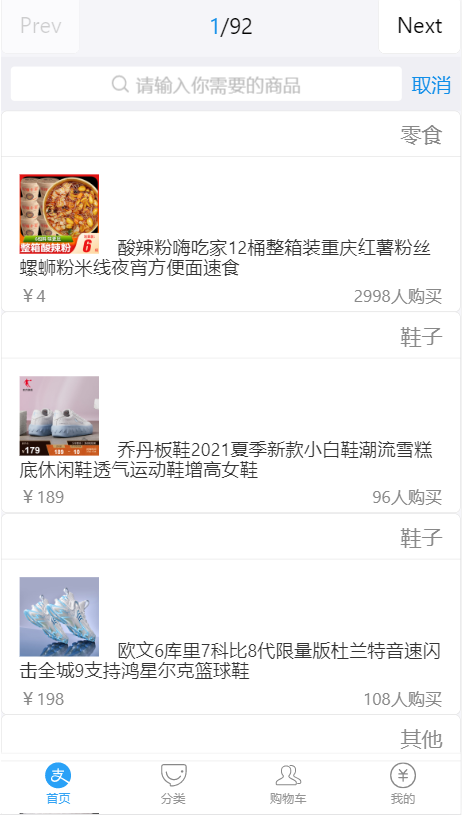 Prev
1/92
Next
请输入你需要的商品
取消
零食
整箱酸辣粉
6
酸辣粉嗨吃家12桶整箱装重庆红薯粉丝
螺蛳粉米线夜宵方便面速食
￥4
2998人购买
鞋子
¥179
乔丹板鞋2021夏季新款小白鞋潮流雪糕
底休闲鞋透气运动鞋增高女鞋
￥189
96人购买
鞋子
欧文6库里7科比8代限量版杜兰特音速闪
击全城9支持鸿星尔克篮球鞋
￥198
108人购买
其他
支
首页
分类
购物车
¥
我的